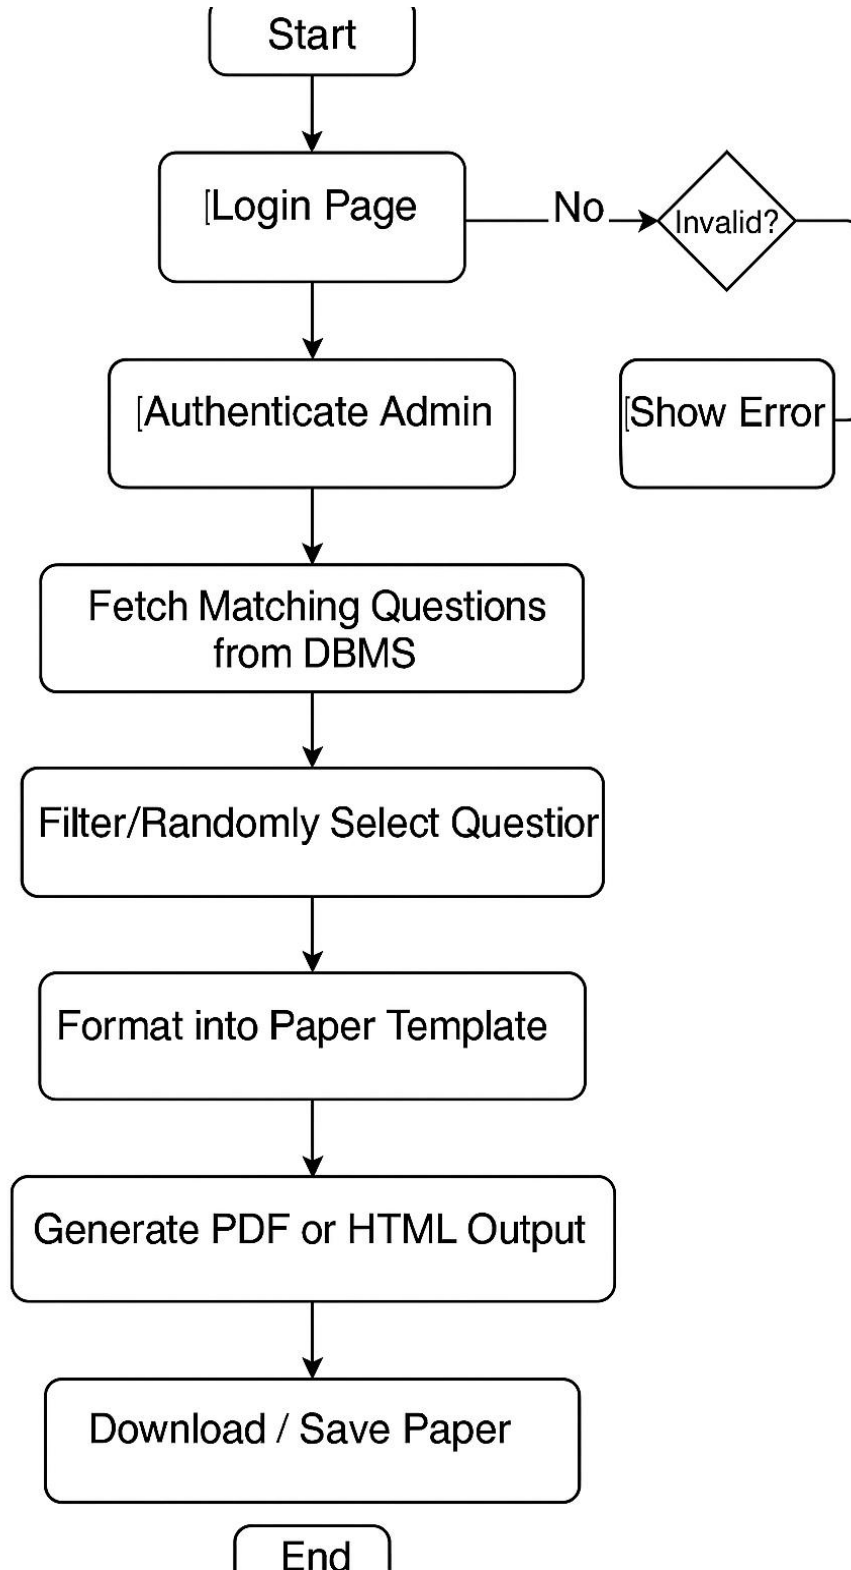 Start
[Login Page
No
Invalid?
[Authenticate Admin
[Show Error
Fetch Matching Questions
from DBMS
Filter/Randomly Select Question
Format into Paper Template
Generate PDF or HTML Output
Download / Save Paper
End